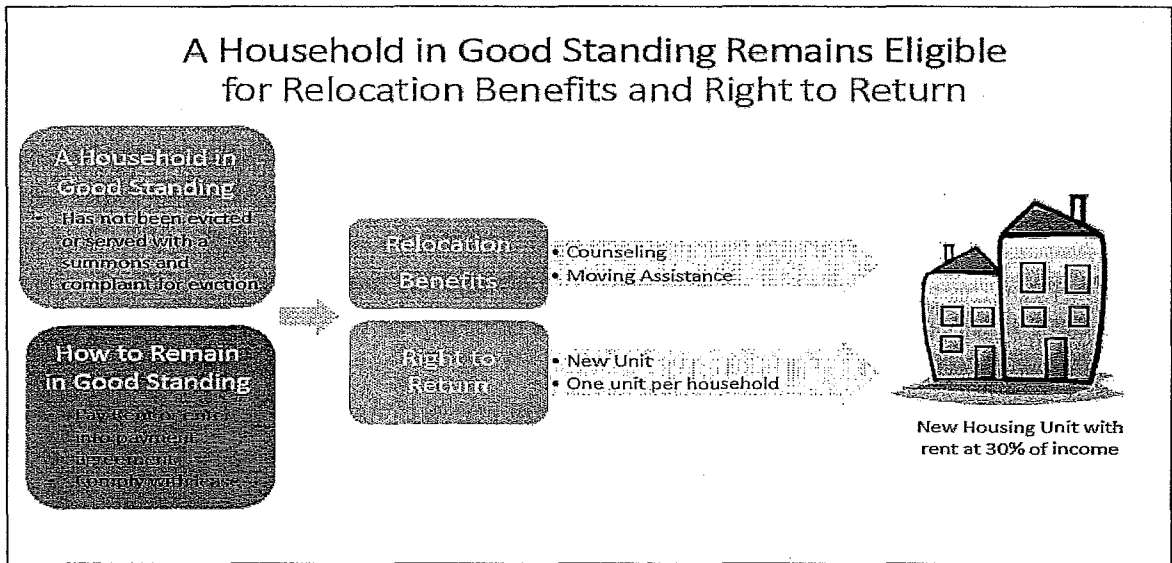 A Household in Good Standing Remains Eligible
for Relocation Benefits and Right to Return
A Household in
Good Standing
• Has not been evicted
or served with a
summons and
complaint for eviction
How to Remain
in Good Standing
- Pay Rent or enter
into payment
agreement
- Comply with lease
Relocation
Benefits
• Counseling
• Moving Assistance
Right to
Return
• New Unit
• One unit per household
New Housing Unit with
rent at 30% of income